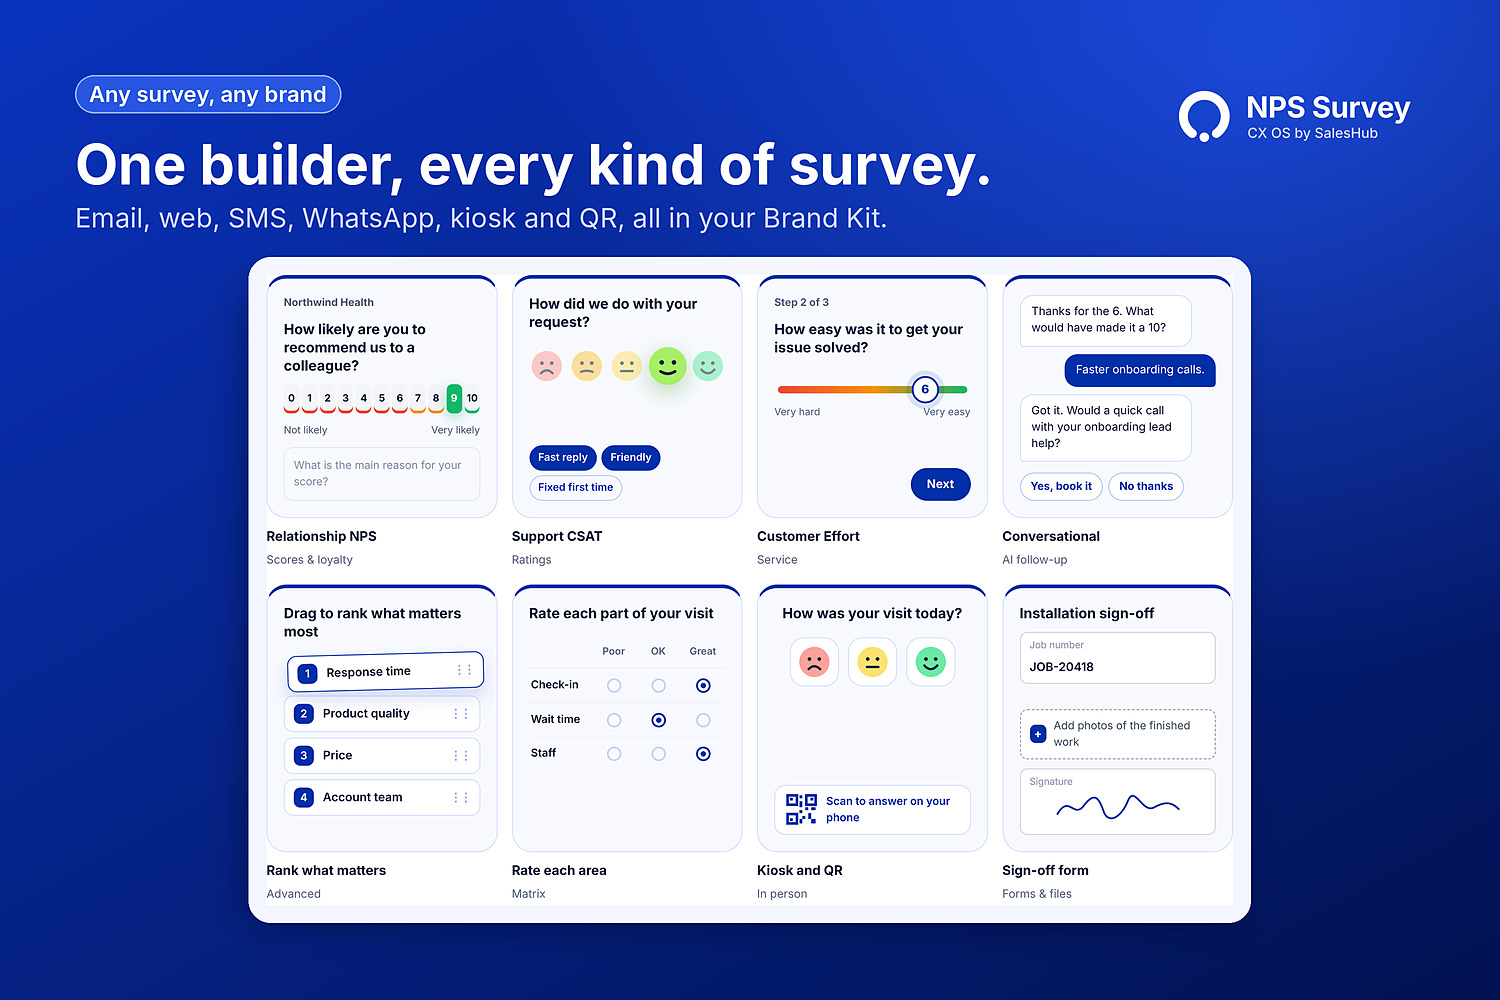 Any survey, any brand
One builder, every kind of survey.
Email, web, SMS, WhatsApp, kiosk and QR, all in your Brand Kit.
NPS Survey
CX OS by SalesHub
Northwind Health
How likely are you to
recommend us to a
colleague?
0 1 2 3 4 5 6 7 8 9 10
Not likely Very likely
What is the main reason for your
score?
Relationship NPS
Scores & loyalty
How did we do with your
request?
Fast reply Friendly
Fixed first time
Support CSAT
Ratings
Step 2 of 3
How easy was it to get your
issue solved?
6
Very hard Very easy
Next
Customer Effort
Service
Thanks for the 6. What
would have made it a 10?
Faster onboarding calls.
Got it. Would a quick call
with your onboarding lead
help?
Yes, book it No thanks
Conversational
AI follow-up
Drag to rank what matters
most
1 Response time
2 Product quality
3 Price
4 Account team
Rank what matters
Advanced
Rate each part of your visit
Poor OK Great
Check-in
Wait time
Staff
Rate each area
Matrix
How was your visit today?
Scan to answer on your
phone
Kiosk and QR
In person
Installation sign-off
Job number
JOB-20418
+ Add photos of the finished
work
Signature
Sign-off form
Forms & files